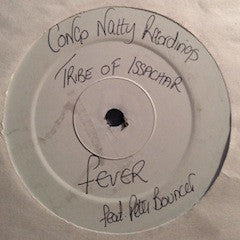 Congo Natty Recordings
TRIBE OF ISSACHAR
fEVER
feat. Peter Bouncer